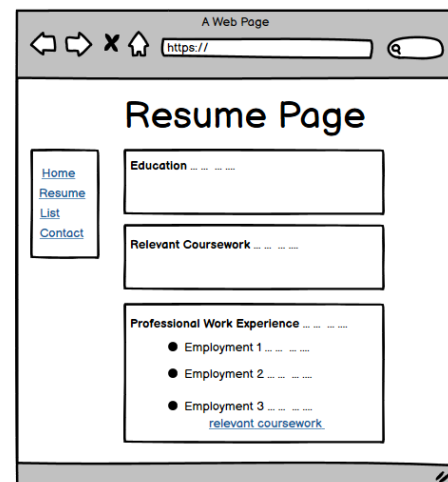 A Web Page
https://
Resume Page
Home
Resume
List
Contact
Education ... ... ... ....
Relevant Coursework ... ... ... ....
Professional Work Experience ... ... ... ....
Employment 1 ... ... ... ....
Employment 2 ... ... ... ....
Employment 3 ... ... ... ....
relevant coursework